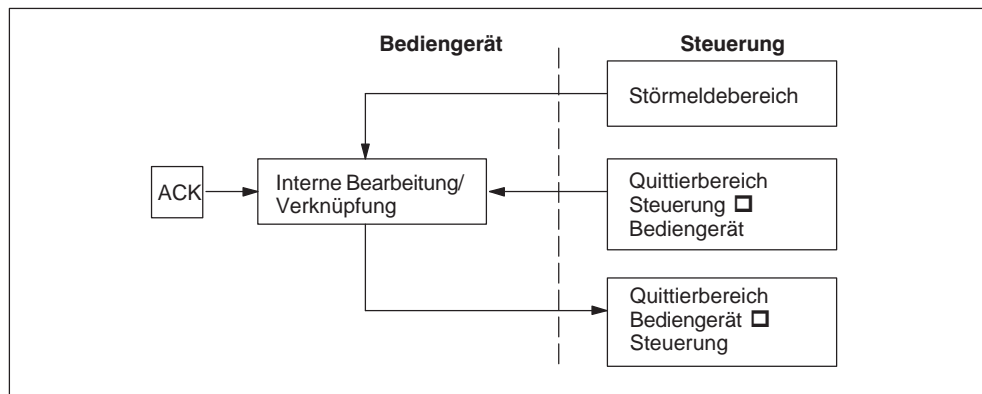 Bediengerät
Steuerung
Störmeldebereich
ACK
Interne Bearbeitung/
Verknüpfung
Quittierbereich
Steuerung □
Bediengerät
Quittierbereich
Bediengerät □
Steuerung